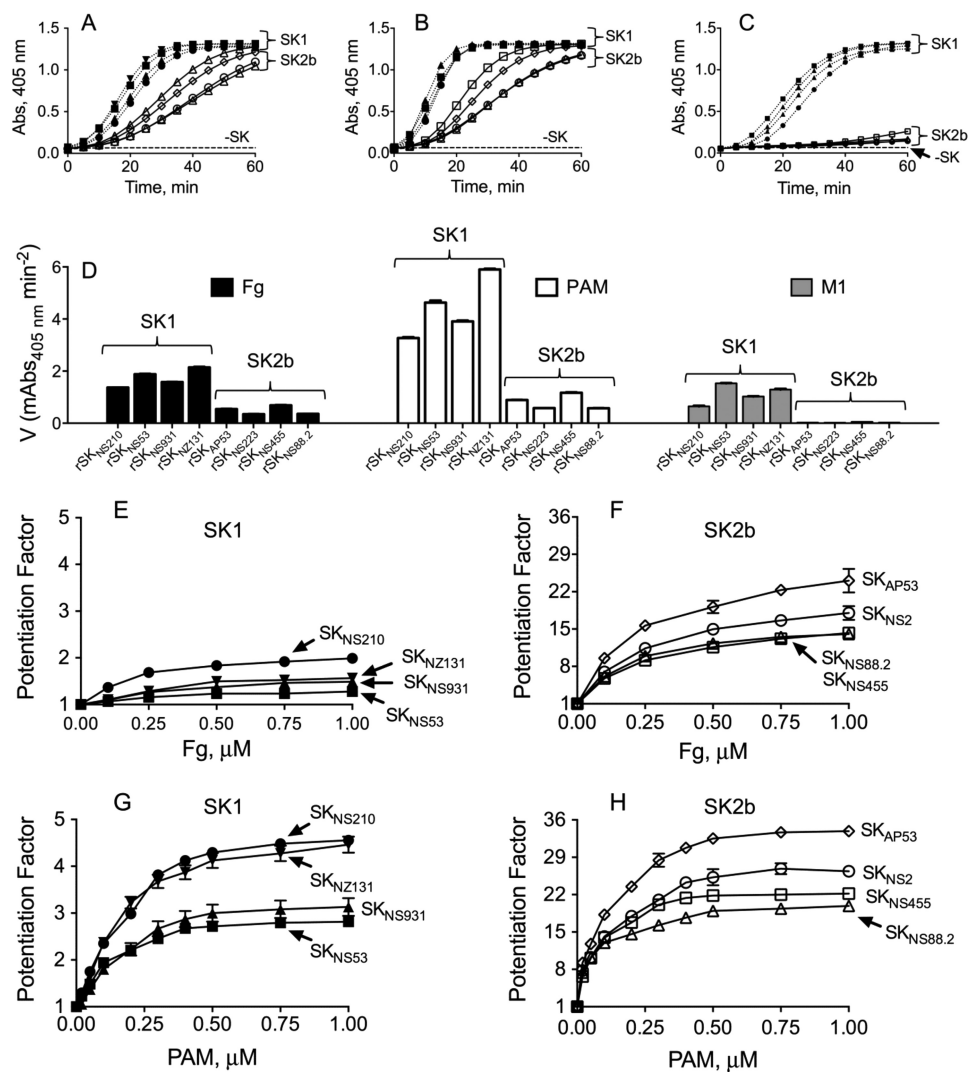 A
1.5
1.0
0.5
0.0
Abs, 405 nm
SK1
SK2b
-SK
0 20 40 60
Time, min
B
1.5
1.0
0.5
0.0
Abs, 405 nm
SK1
SK2b
-SK
0 20 40 60
Time, min
C
1.5
1.0
0.5
0.0
Abs, 405 nm
SK1
SK2b
-SK
0 20 40 60
Time, min
D
V (mAbs405 nm min-2)
6
4
2
0
Fg
SK1
SK2b
SK1
PAM
SK2b
M1
SK1
SK2b
rSKNS210
rSKNS53
rSKNS931
rSKNZ131
rSKAP53
rSKNS223
rSKNS455
rSKNS88.2
rSKNS210
rSKNS53
rSKNS931
rSKNZ131
rSKAP53
rSKNS223
rSKNS455
rSKNS88.2
rSKNS210
rSKNS53
rSKNS931
rSKNZ131
rSKAP53
rSKNS223
rSKNS455
rSKNS88.2
E
SK1
Potentiation Factor
5
4
3
2
1
SKNS210
SKNZ131
SKNS931
SKNS53
0.00 0.25 0.50 0.75 1.00
Fg, μM
F
SK2b
Potentiation Factor
36
29
22
15
8
1
SKAP53
SKNS2
SKNS88.2
SKNS455
0.00 0.25 0.50 0.75 1.00
Fg, μM
G
SK1
Potentiation Factor
5
4
3
2
1
SKNS210
SKNZ131
SKNS931
SKNS53
0.00 0.25 0.50 0.75 1.00
PAM, μM
H
SK2b
Potentiation Factor
36
29
22
15
8
1
SKAP53
SKNS2
SKNS455
SKNS88.2
0.00 0.25 0.50 0.75 1.00
PAM, μM